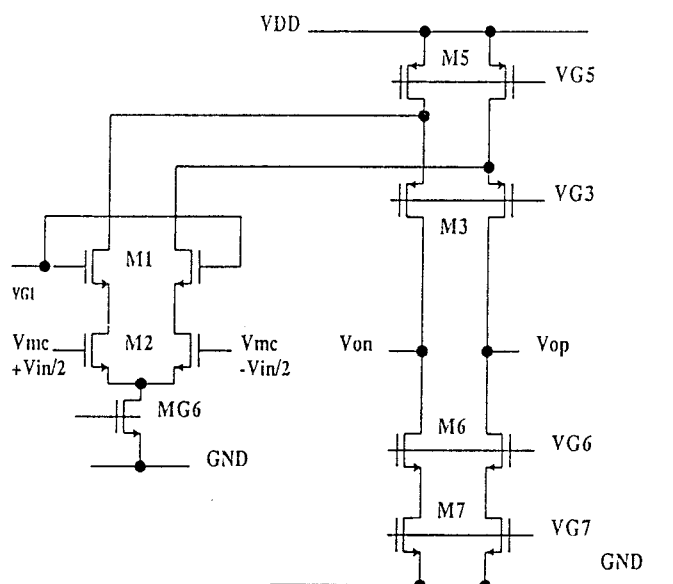 VDD
M5
VG5
VG3
M3
M1
VG1
Vmc
+Vin/2
M2
Vmc
-Vin/2
Von
Vop
MG6
GND
M6
VG6
M7
VG7
GND